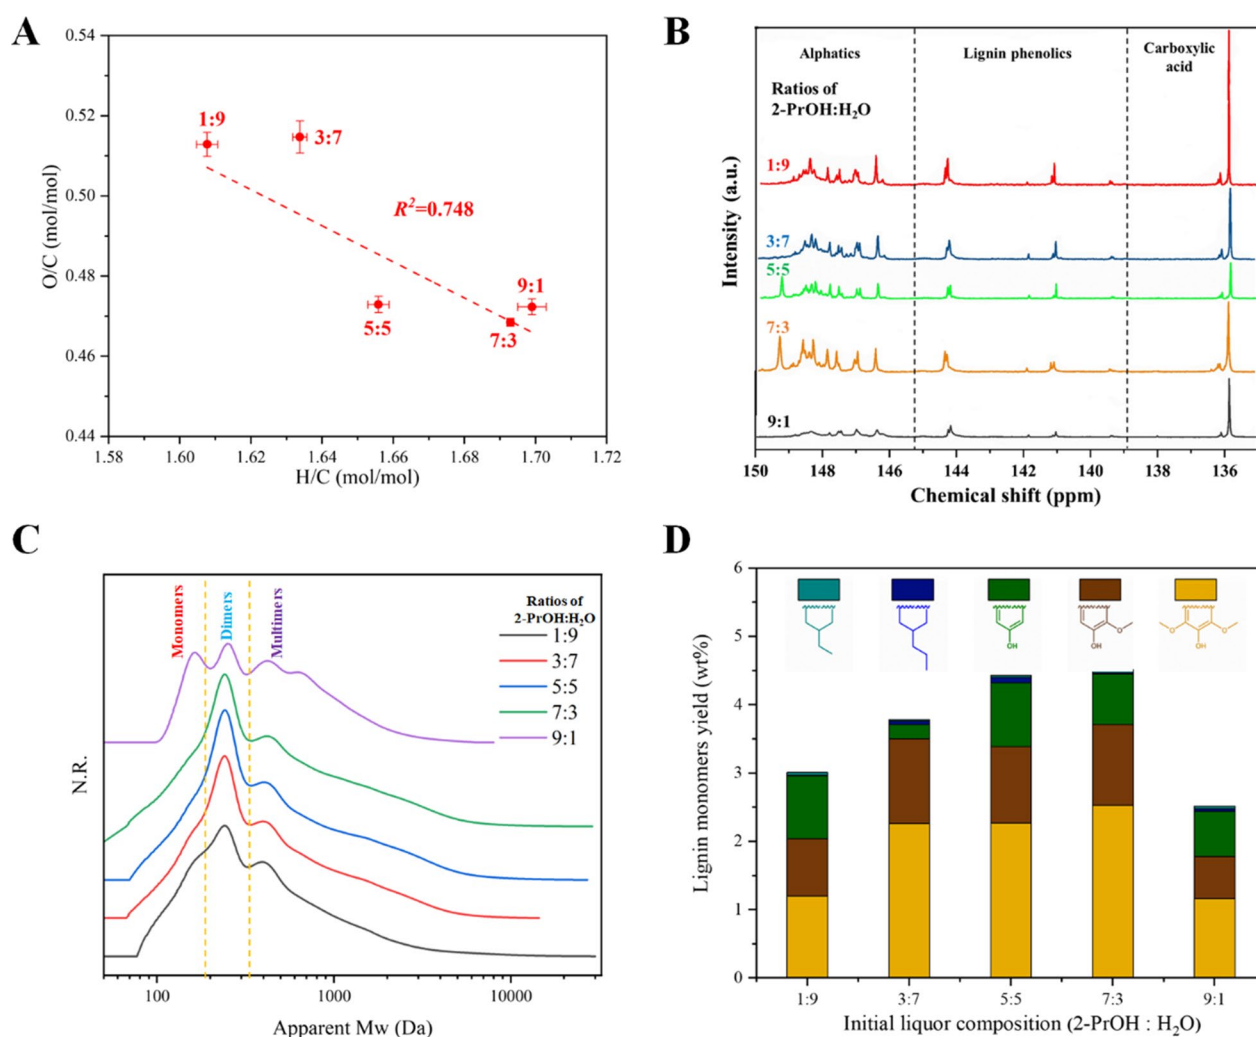 A
0.54
0.52
0.50
0.48
0.46
0.44
O/C (mol/mol)
1:9
3:7
R²=0.748
5:5
7:3
9:1
1.58
1.60
1.62
1.64
1.66
1.68
1.70
1.72
H/C (mol/mol)
B
Alphatics
Lignin phenolics
Carboxylic
acid
Ratios of
2-PrOH:H₂O
1:9
3:7
5:5
7:3
9:1
Intensity (a.u.)
150
148
146
144
142
140
138
136
Chemical shift (ppm)
C
Monomers
Dimers
Multimers
Ratios of
2-PrOH:H₂O
1:9
3:7
5:5
7:3
9:1
N.R.
100
1000
10000
Apparent Mw (Da)
D
6
5
4
3
2
1
0
Lignin monomers yield (wt%)
OH
O
OH
O
O
OH
1:9
3:7
5:5
7:3
9:1
Initial liquor composition (2-PrOH : H₂O)